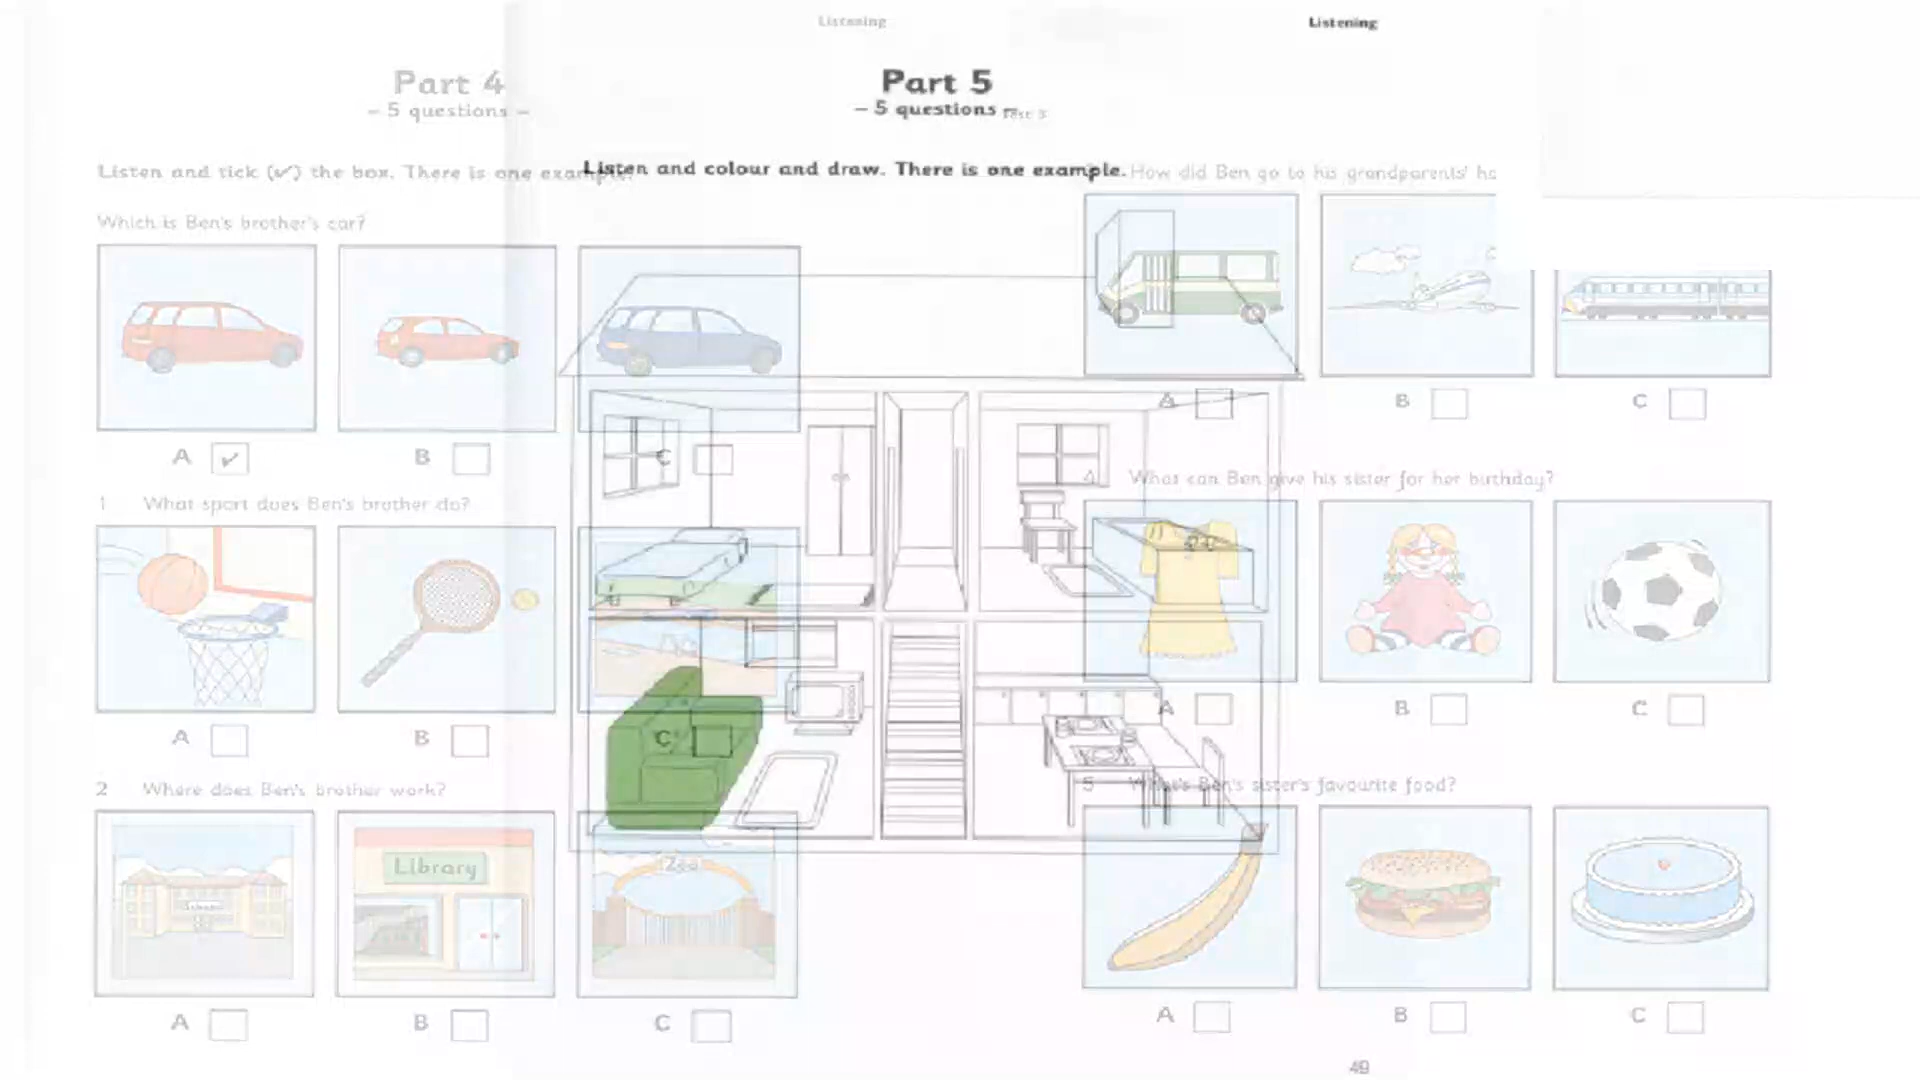 Listening
Listening
Part 4
– 5 questions –
Part 5
– 5 questions –
Listen and tick (✔) the box. There is one example.
Listen and colour and draw. There is one example.
Which is Ben's brother's car?
A ✔
B
C
1 What sport does Ben's brother do?
A
B
C
2 Where does Ben's brother work?
School
Library
Zoo
A
B
C
How did Ben go to his grandparents'
A
B
C
4 What can Ben give his sister for her birthday?
A
B
C
5 What's Ben's sister's favourite food?
A
B
C
49